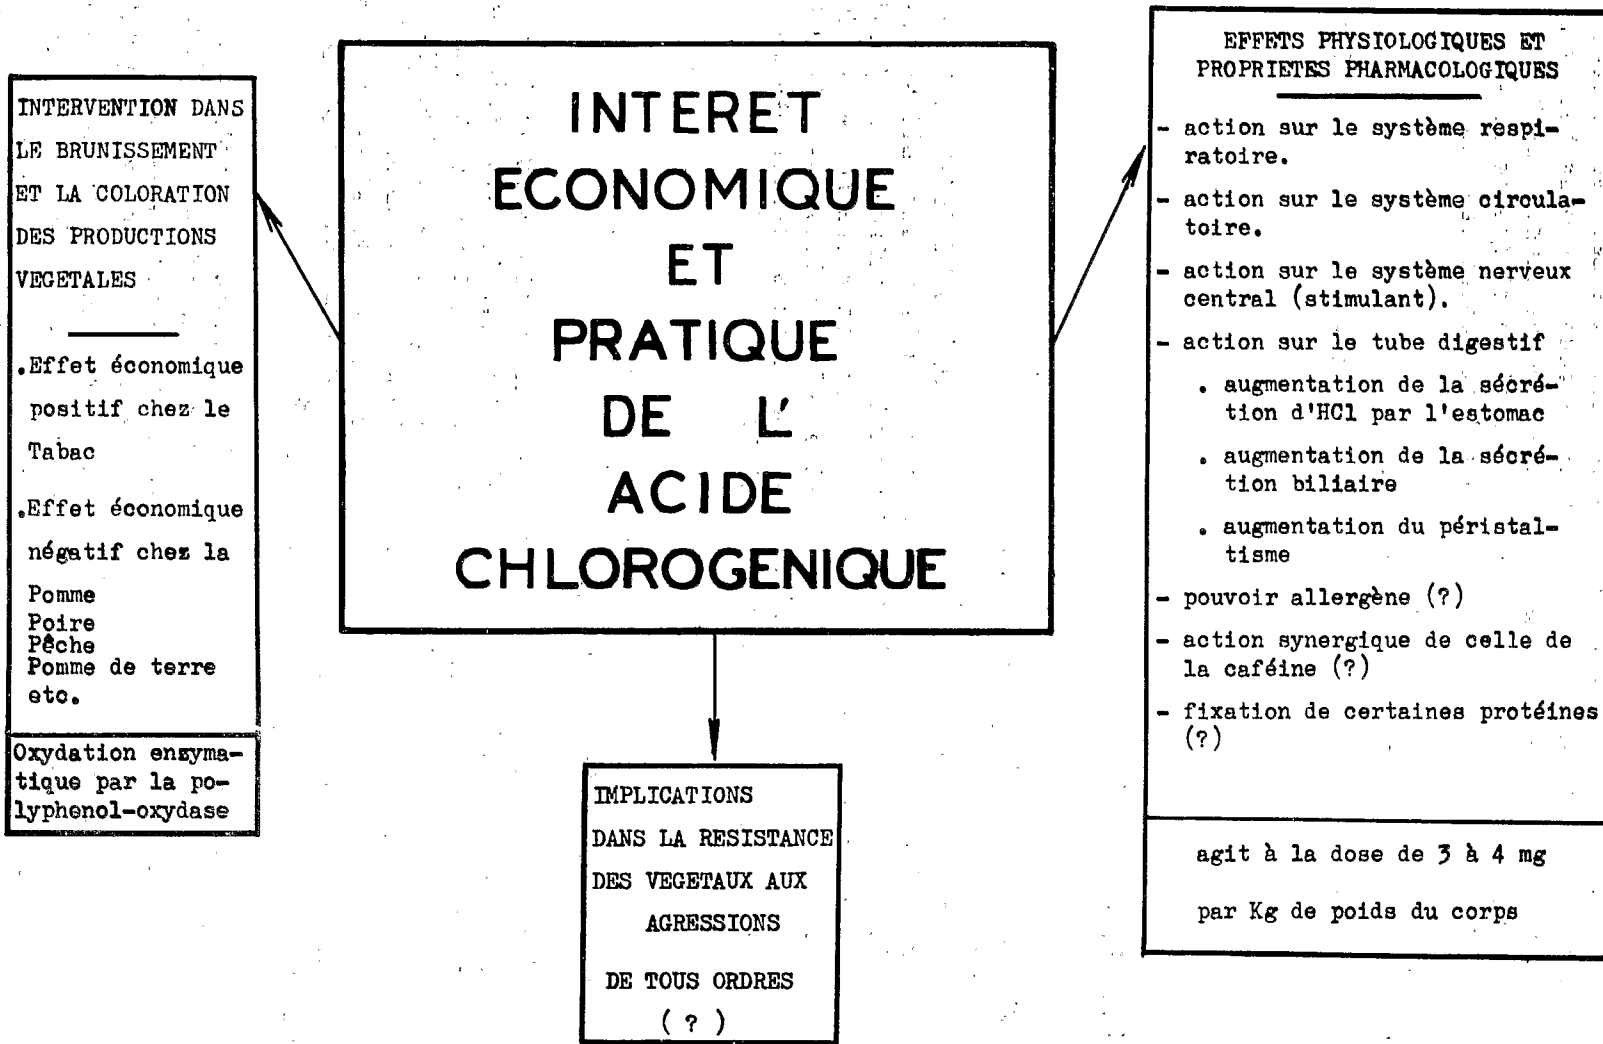 INTERVENTION DANS
LE BRUNISSEMENT
ET LA COLORATION
DES PRODUCTIONS
VEGETALES
.Effet économique
positif chez le
Tabac
.Effet économique
négatif chez la
Pomme
Poire
Pêche
Pomme de terre
etc.
Oxydation enzyma-
tique par la po-
lyphenol-oxydase
INTERET
ECONOMIQUE
ET
PRATIQUE
DE L'
ACIDE
CHLOROGENIQUE
IMPLICATIONS
DANS LA RESISTANCE
DES VEGETAUX AUX
AGRESSIONS
DE TOUS ORDRES
( ? )
EFFETS PHYSIOLOGIQUES ET
PROPRIETES PHARMACOLOGIQUES
- action sur le système respi-
ratoire.
- action sur le système circula-
toire.
- action sur le système nerveux
central (stimulant).
- action sur le tube digestif
. augmentation de la sécré-
tion d'HCl par l'estomac
. augmentation de la sécré-
tion biliaire
. augmentation du péristal-
tisme
- pouvoir allergène (?)
- action synergique de celle de
la caféine (?)
- fixation de certaines protéines
(?)
agit à la dose de 3 à 4 mg
par Kg de poids du corps